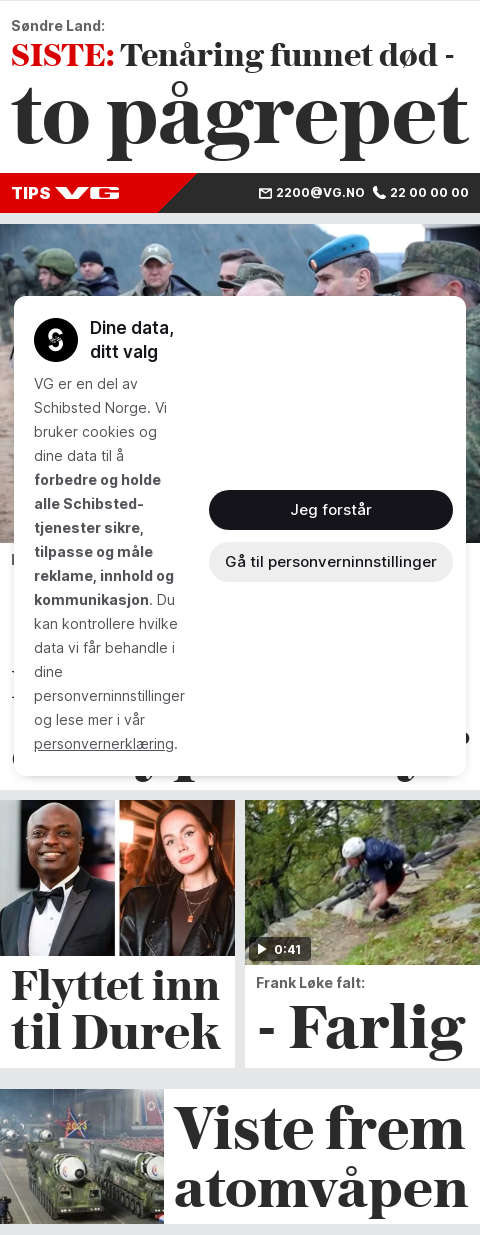 Søndre Land:
SISTE: Tenåring funnet død -
to pågrepet
TIPS VG
2200@VG.NO 22 00 00 00
Dine data,
ditt valg
VG er en del av
Schibsted Norge. Vi
bruker cookies og
dine data til å
forbedre og holde
alle Schibsted-
tjenester sikre,
tilpasse og måle
reklame, innhold og
kommunikasjon. Du
kan kontrollere hvilke
data vi får behandle i
dine
personverninnstillinger
og lese mer i vår
personvernerklæring.
Jeg forstår
Gå til personverninnstillinger
Flyttet inn
til Durek
0:41
Frank Løke falt:
- Farlig
2023
Viste frem
atomvåpen